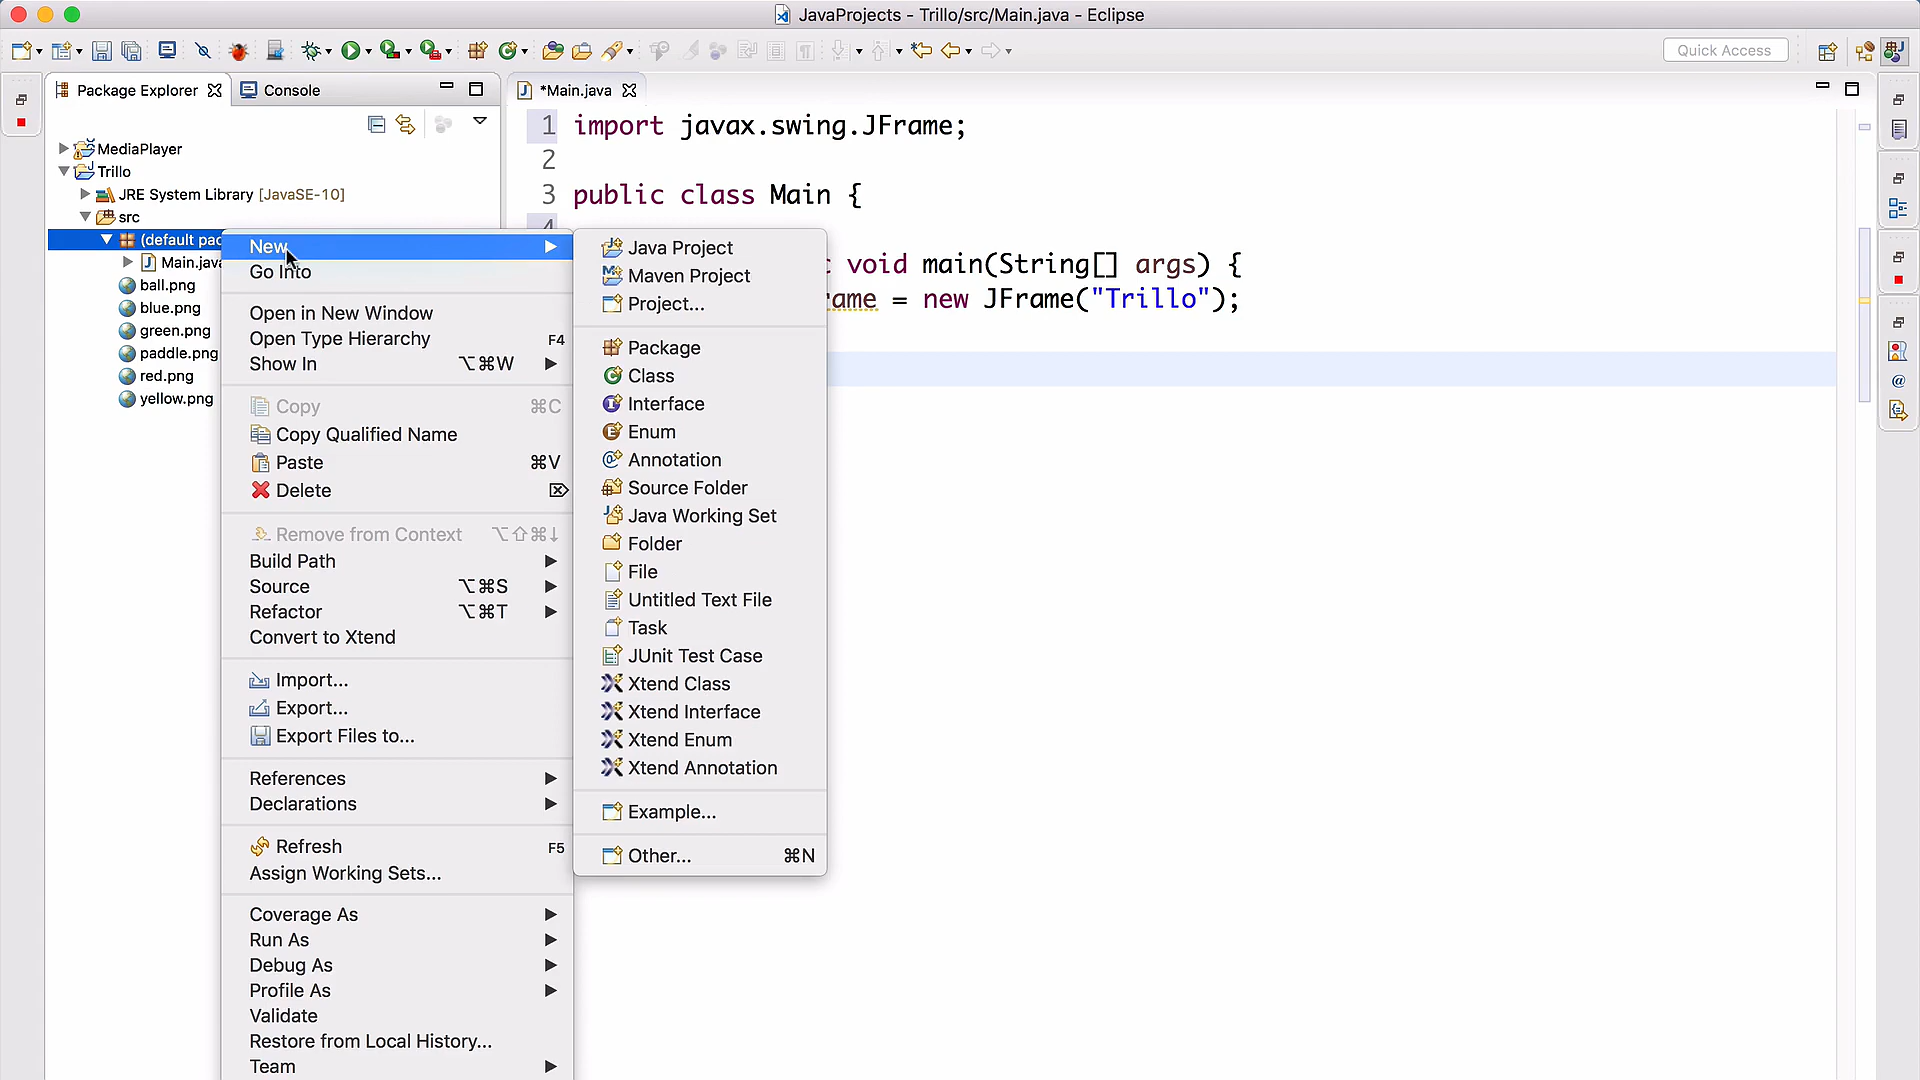 JavaProjects - Trillo/src/Main.java - Eclipse
Quick Access
Package Explorer
Console
*Main.java
MediaPlayer
Trillo
JRE System Library [JavaSE-10]
src
(default pac
Main.java
ball.png
blue.png
green.png
paddle.png
red.png
yellow.png
1 import javax.swing.JFrame;
2
3 public class Main {
4
c void main(String[] args) {
rame = new JFrame("Trillo");
New
Go Into
Open in New Window
Open Type Hierarchy F4
Show In ⌥⌘W
Copy ⌘C
Copy Qualified Name
Paste ⌘V
Delete ⌦
Remove from Context ⌥⇧⌘↓
Build Path
Source ⌥⌘S
Refactor ⌥⌘T
Convert to Xtend
Import...
Export...
Export Files to...
References
Declarations
Refresh F5
Assign Working Sets...
Coverage As
Run As
Debug As
Profile As
Validate
Restore from Local History...
Team
Java Project
Maven Project
Project...
Package
Class
Interface
Enum
Annotation
Source Folder
Java Working Set
Folder
File
Untitled Text File
Task
JUnit Test Case
Xtend Class
Xtend Interface
Xtend Enum
Xtend Annotation
Example...
Other... ⌘N